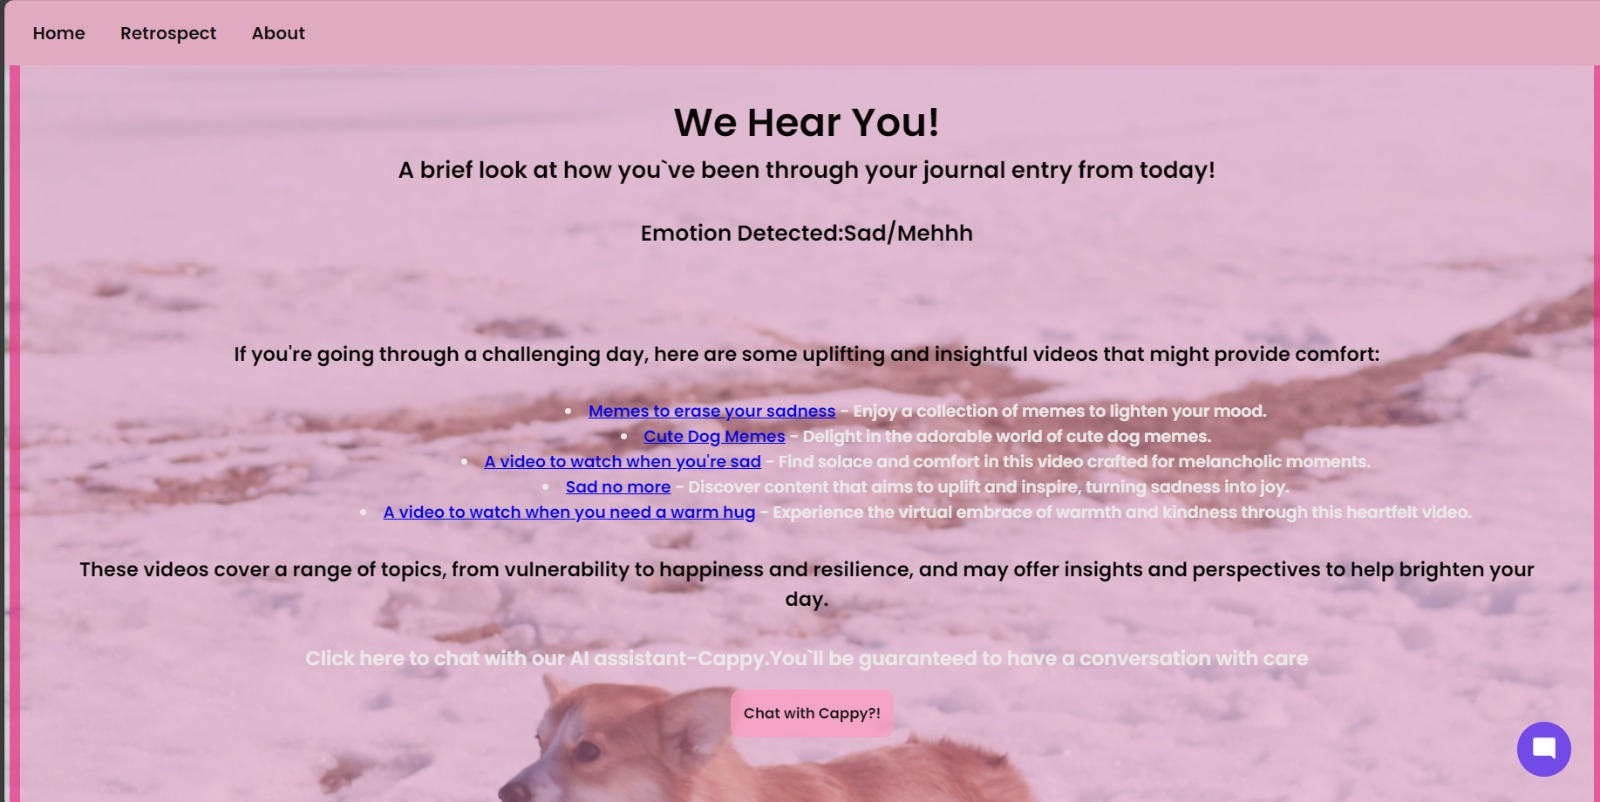 Home Retrospect About
We Hear You!
A brief look at how you`ve been through your journal entry from today!
Emotion Detected:Sad/Mehhh
If you're going through a challenging day, here are some uplifting and insightful videos that might provide comfort:
Memes to erase your sadness - Enjoy a collection of memes to lighten your mood.
Cute Dog Memes - Delight in the adorable world of cute dog memes.
A video to watch when you're sad - Find solace and comfort in this video crafted for melancholic moments.
Sad no more - Discover content that aims to uplift and inspire, turning sadness into joy.
A video to watch when you need a warm hug - Experience the virtual embrace of warmth and kindness through this heartfelt video.
These videos cover a range of topics, from vulnerability to happiness and resilience, and may offer insights and perspectives to help brighten your
day.
Click here to chat with our AI assistant-Cappy.You`ll be guaranteed to have a conversation with care
Chat with Cappy?!